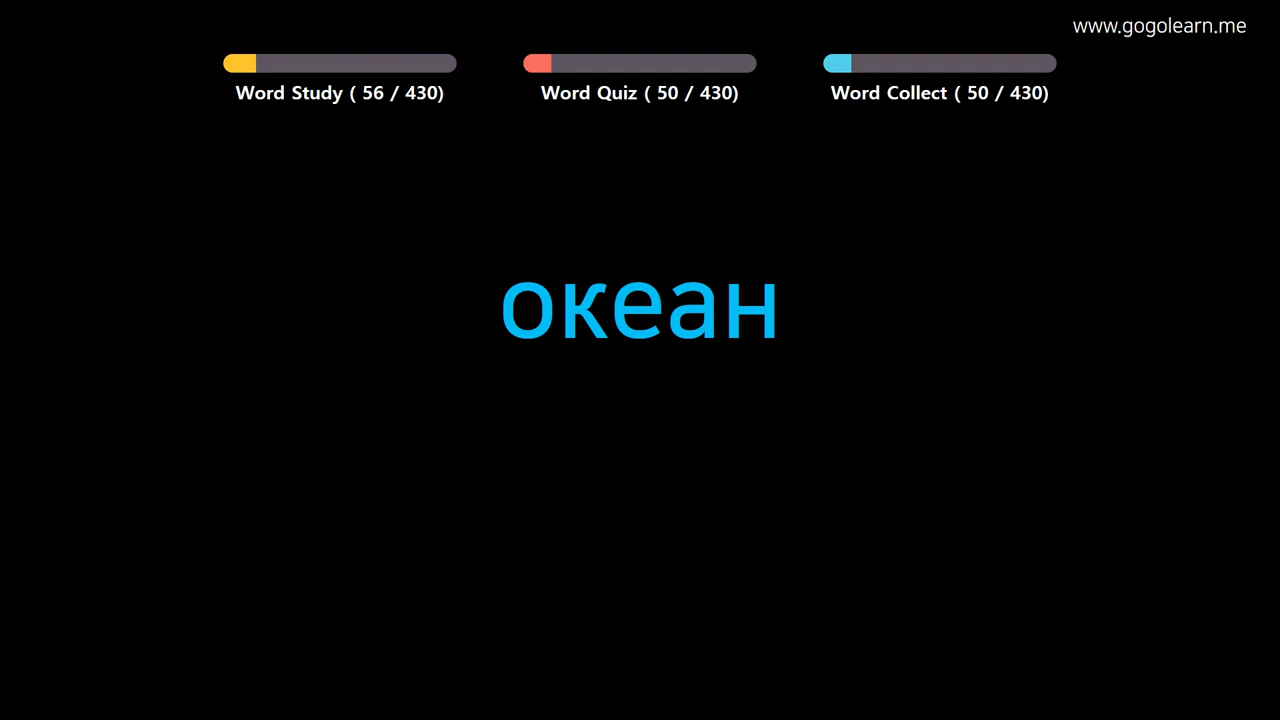 www.gogolearn.me
Word Study ( 56 / 430)
Word Quiz ( 50 / 430)
Word Collect ( 50 / 430)
океан